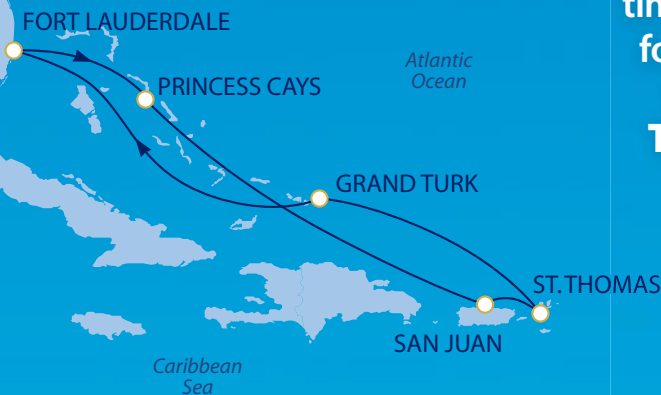 FORT LAUDERDALE
Atlantic
Ocean
PRINCESS CAYS
GRAND TURK
ST. THOMAS
SAN JUAN
Caribbean
Sea